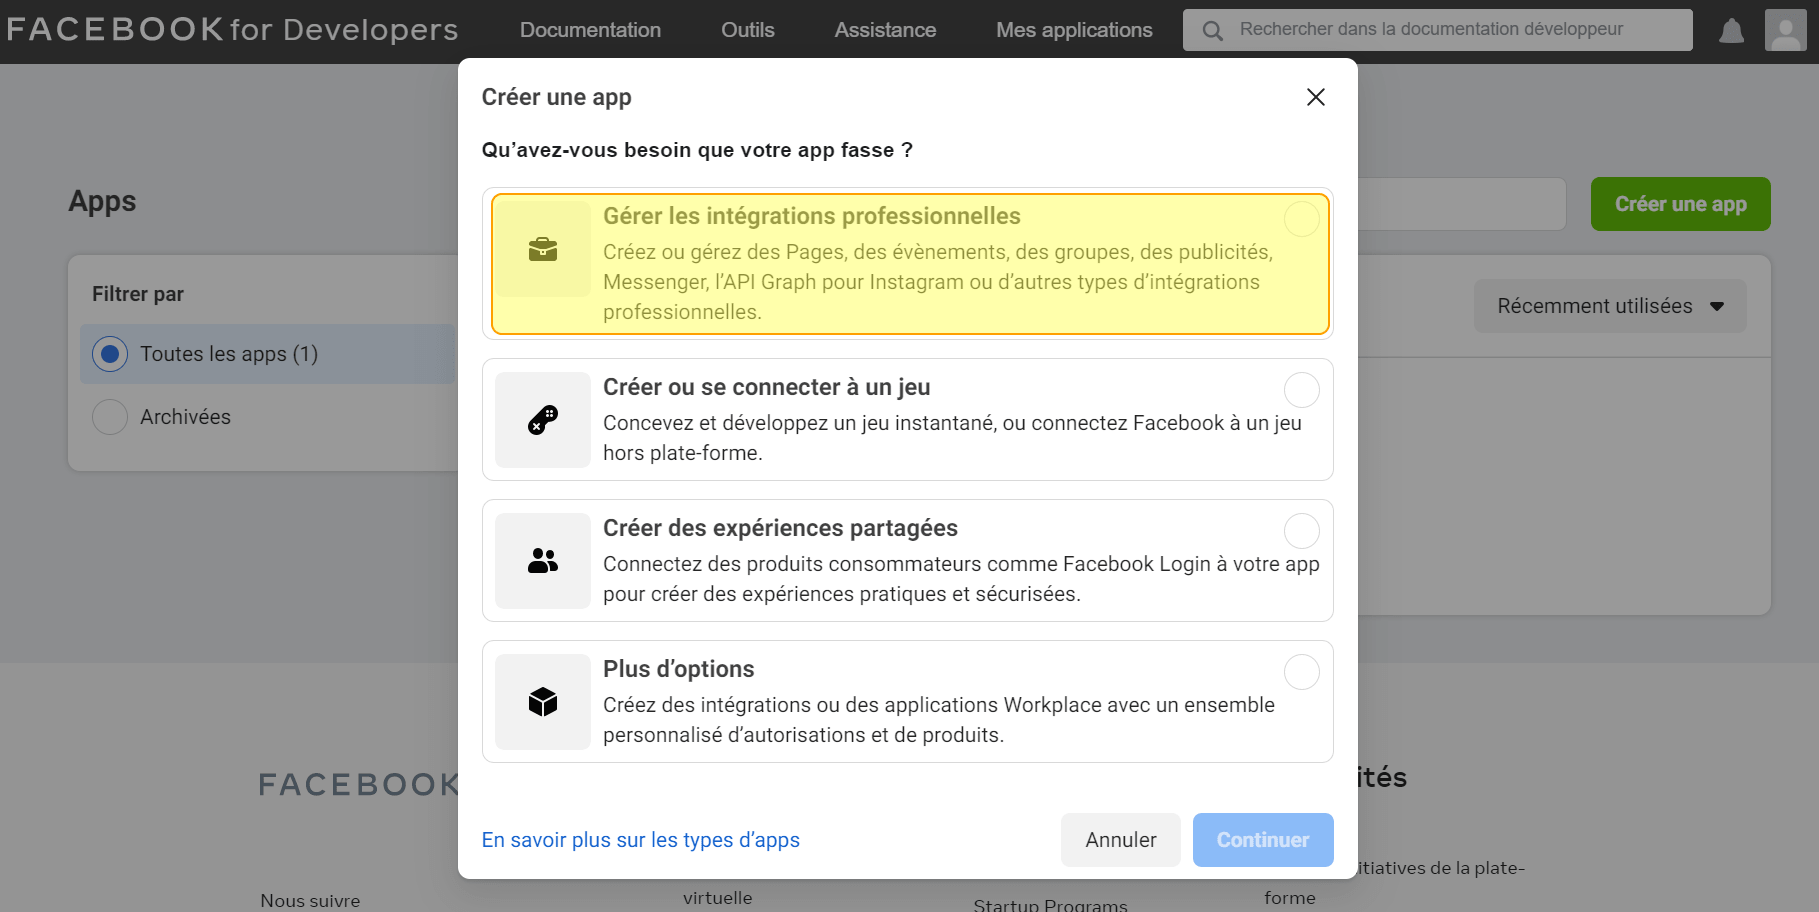 FACEBOOK for Developers
Documentation
Outils
Assistance
Mes applications
Rechercher dans la documentation développeur
Créer une app
Qu’avez-vous besoin que votre app fasse ?
Apps
Créer une app
Filtrer par
Toutes les apps (1)
Archivées
Récemment utilisées
Gérer les intégrations professionnelles
Créez ou gérez des Pages, des évènements, des groupes, des publicités,
Messenger, l’API Graph pour Instagram ou d’autres types d’intégrations
professionnelles.
Créer ou se connecter à un jeu
Concevez et développez un jeu instantané, ou connectez Facebook à un jeu
hors plate-forme.
Créer des expériences partagées
Connectez des produits consommateurs comme Facebook Login à votre app
pour créer des expériences pratiques et sécurisées.
Plus d’options
Créez des intégrations ou des applications Workplace avec un ensemble
personnalisé d’autorisations et de produits.
En savoir plus sur les types d’apps
Annuler
Continuer
FACEBOOK
ités
itiatives de la plate-
forme
Nous suivre
virtuelle
Startup Programs